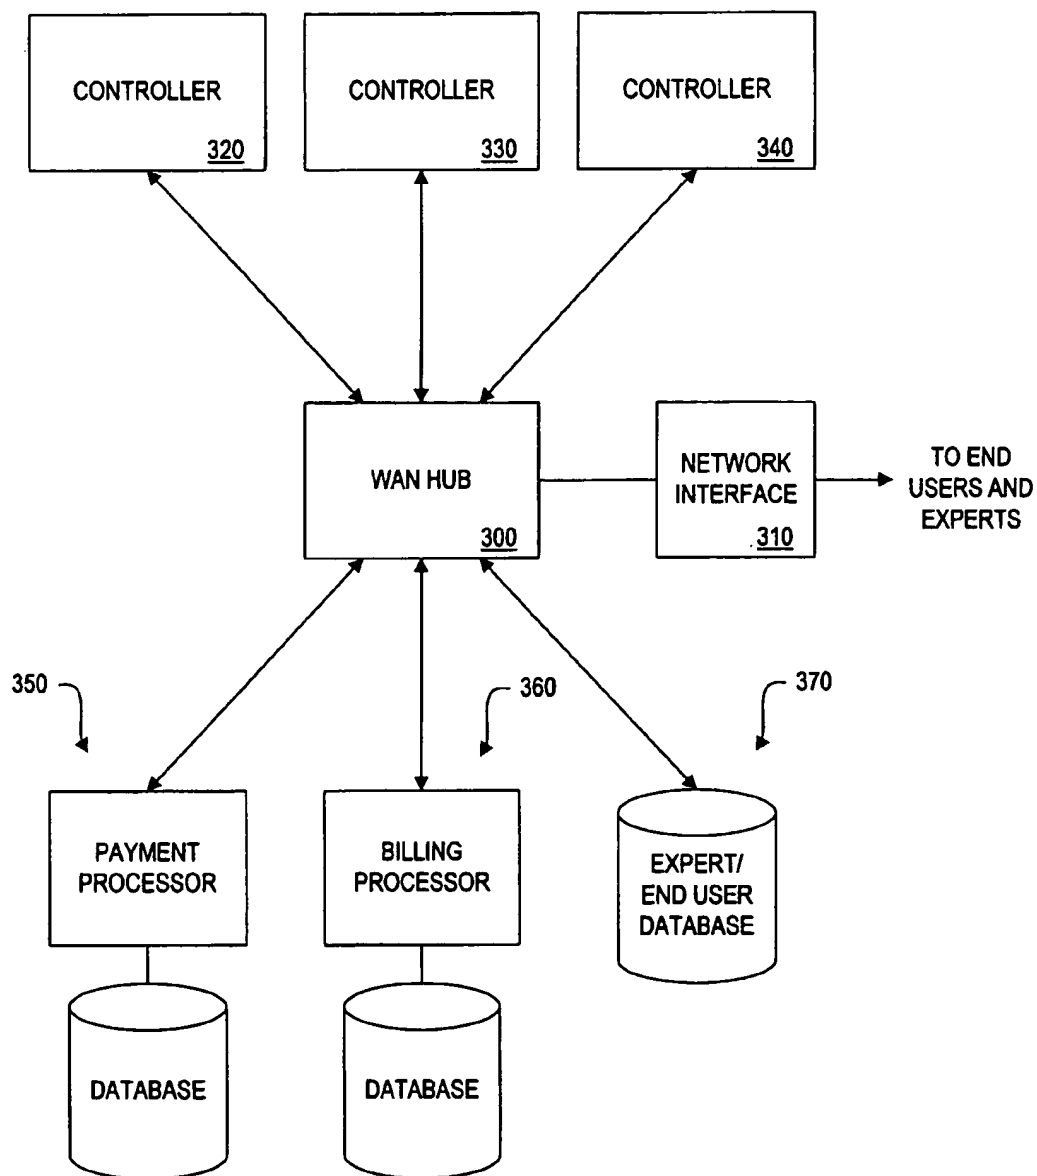 CONTROLLER
320
CONTROLLER
330
CONTROLLER
340
WAN HUB
300
NETWORK
INTERFACE
310
TO END
USERS AND
EXPERTS
350
360
370
PAYMENT
PROCESSOR
BILLING
PROCESSOR
EXPERT/
END USER
DATABASE
DATABASE
DATABASE